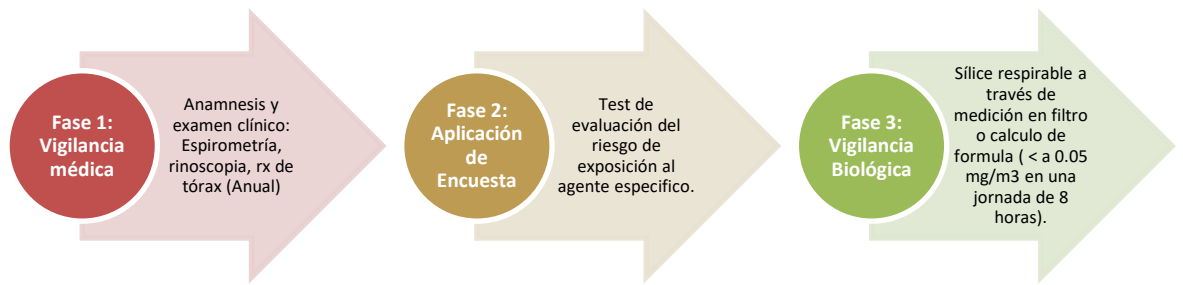 Fase 1:
Vigilancia
médica
Anamnesis y
examen clínico:
Espirometría,
rinoscopia, rx de
tórax (Anual)
Fase 2:
Aplicación
de
Encuesta
Test de
evaluación del
riesgo de
exposición al
agente especifico.
Fase 3:
Vigilancia
Biológica
Sílice respirable a
través de
medición en filtro
o calculo de
formula ( < a 0.05
mg/m3 en una
jornada de 8
horas).